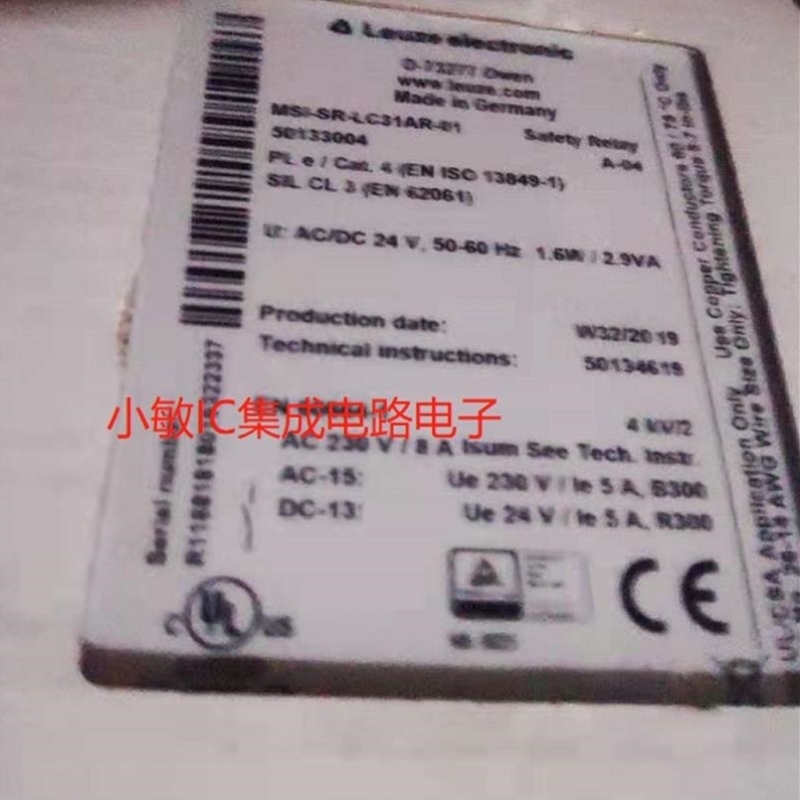 Leuze electronic
D-73277 Owen
www.leuze.com
Made in Germany
MSI-SR-LC31AR-01 Safety Relay
50133004 A-04
PL e / Cat. 4 (EN ISO 13849-1)
SIL CL 3 (EN 62061)
U: AC/DC 24 V, 50-60 Hz 1.6W / 2.9VA
Production date: W32/2019
Technical instructions: 50134619
小敏IC集成电路电子
4 kV/2
AC 230 V / 8 A Isum See Tech. Instr.
AC-15: Ue 230 V / Ie 5 A, B300
DC-13: Ue 24 V / Ie 5 A, R300
UL
US
CE
Serial
Use Copper Conductors 60 / 75 °C Only
UL/CSA Application Only
AWG Wire Size Only; Tightening Torque